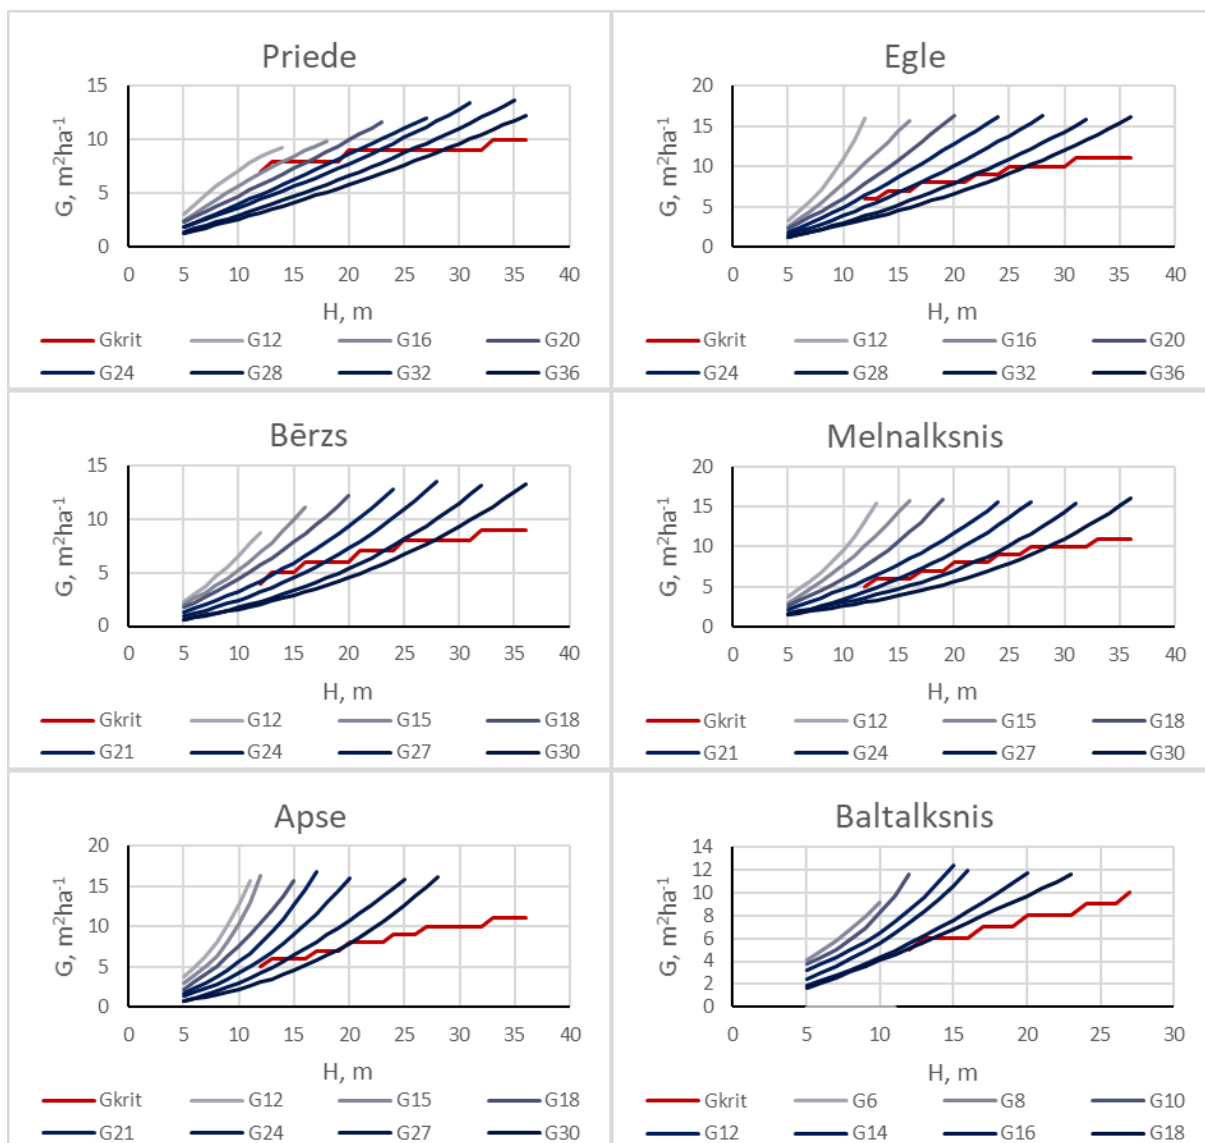 Priede
15
10
5
0
G, m²ha⁻¹
0 5 10 15 20 25 30 35 40
H, m
Gkrit G12 G16 G20
G24 G28 G32 G36
Egle
20
15
10
5
0
G, m²ha⁻¹
0 5 10 15 20 25 30 35 40
H, m
Gkrit G12 G16 G20
G24 G28 G32 G36
Bērzs
15
10
5
0
G, m²ha⁻¹
0 5 10 15 20 25 30 35 40
H, m
Gkrit G12 G15 G18
G21 G24 G27 G30
Melnalksnis
20
15
10
5
0
G, m²ha⁻¹
0 5 10 15 20 25 30 35 40
H, m
Gkrit G12 G15 G18
G21 G24 G27 G30
Apse
20
15
10
5
0
G, m²ha⁻¹
0 5 10 15 20 25 30 35 40
H, m
Gkrit G12 G15 G18
G21 G24 G27 G30
Baltalksnis
14
12
10
8
6
4
2
0
G, m²ha⁻¹
0 5 10 15 20 25 30
H, m
Gkrit G6 G8 G10
G12 G14 G16 G18